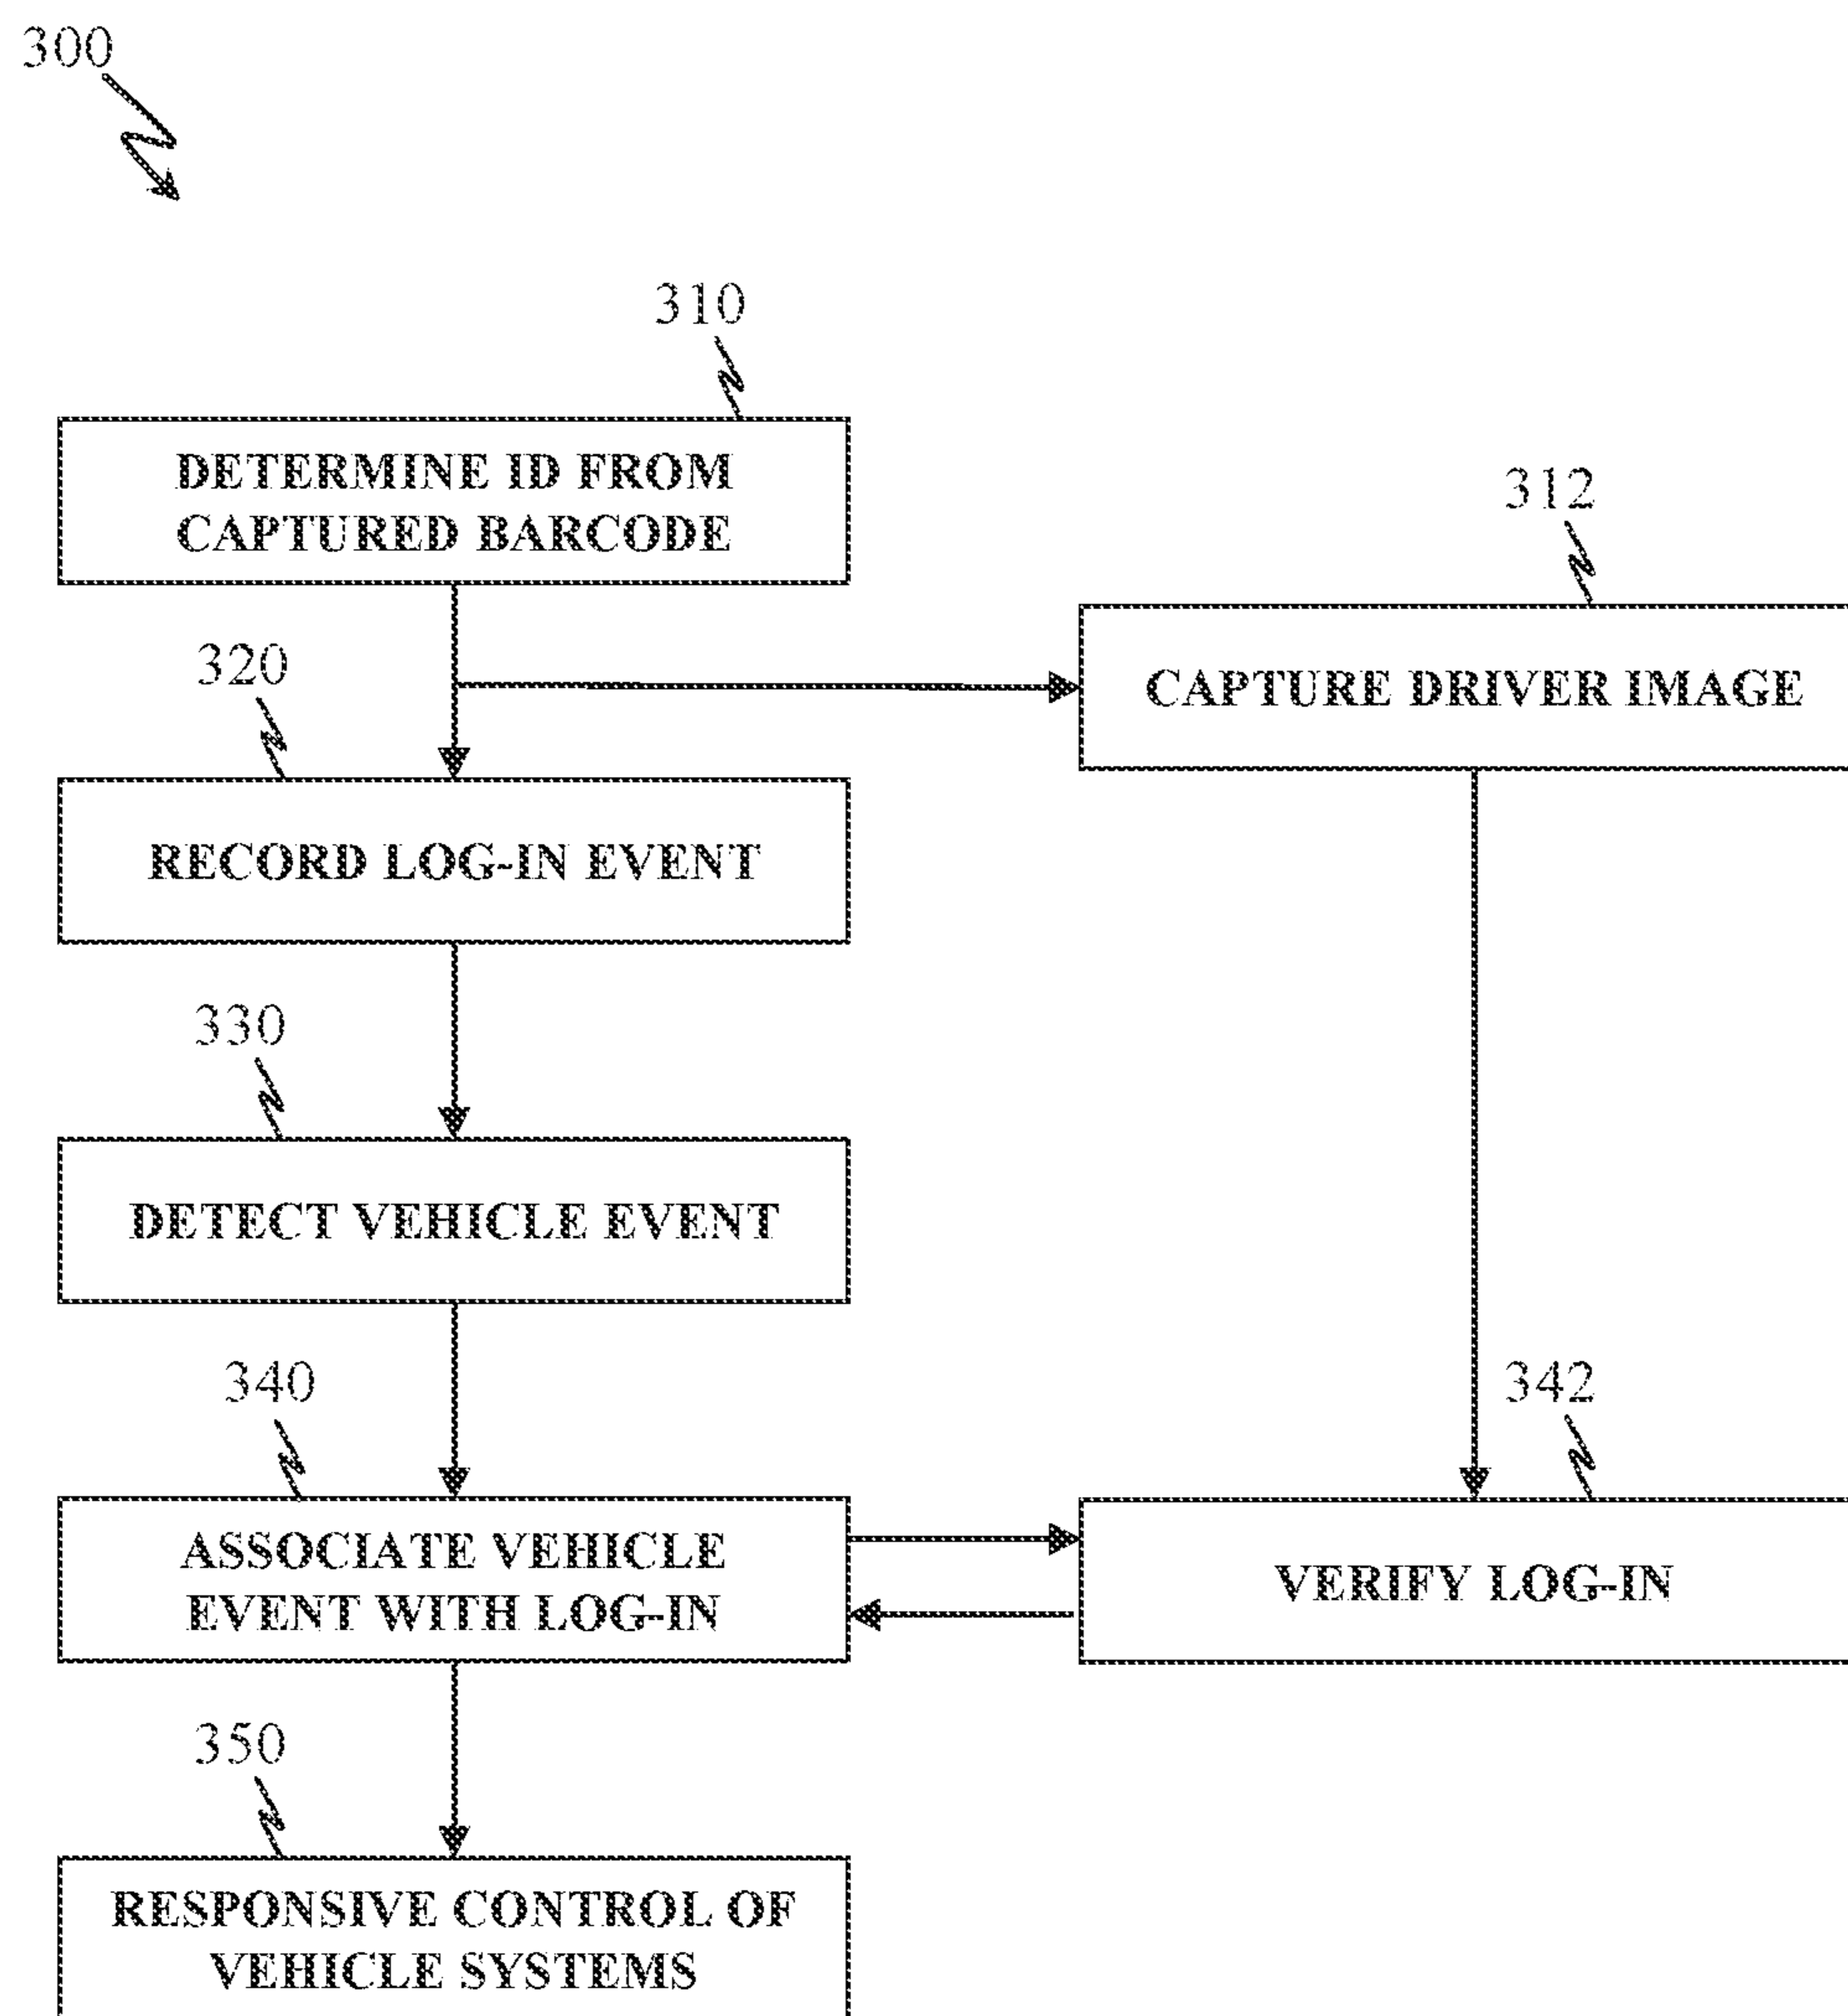 300
310
DETERMINE ID FROM
CAPTURED BARCODE
312
CAPTURE DRIVER IMAGE
320
RECORD LOG-IN EVENT
330
DETECT VEHICLE EVENT
340
ASSOCIATE VEHICLE
EVENT WITH LOG-IN
342
VERIFY LOG-IN
350
RESPONSIVE CONTROL OF
VEHICLE SYSTEMS